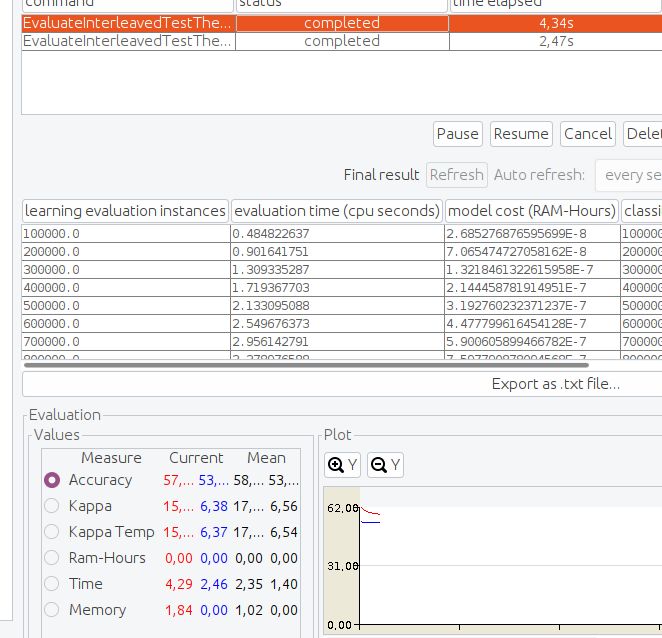 command status time elapsed
EvaluateInterleavedTestThe... completed 4,34s
EvaluateInterleavedTestThe... completed 2,47s
Pause Resume Cancel Delet
Final result Refresh Auto refresh: every se
learning evaluation instances evaluation time (cpu seconds) model cost (RAM-Hours) classi
100000.0 0.484822637 2.685276876595699E-8 100000
200000.0 0.901641751 7.065474727058162E-8 200000
300000.0 1.309335287 1.3218461322615958E-7 300000
400000.0 1.719367703 2.144458781914951E-7 400000
500000.0 2.133095088 3.192760232371237E-7 500000
600000.0 2.549676373 4.477799616454128E-7 600000
700000.0 2.956142791 5.900605899466782E-7 700000
Export as .txt file...
Evaluation
Values
Measure Current Mean
Accuracy 57,... 53,... 58,... 53,...
Kappa 15,... 6,38 17,... 6,56
Kappa Temp 15,... 6,37 17,... 6,54
Ram-Hours 0,00 0,00 0,00 0,00
Time 4,29 2,46 2,35 1,40
Memory 1,84 0,00 1,02 0,00
Plot
Y Y
62,00
31,00
0,00